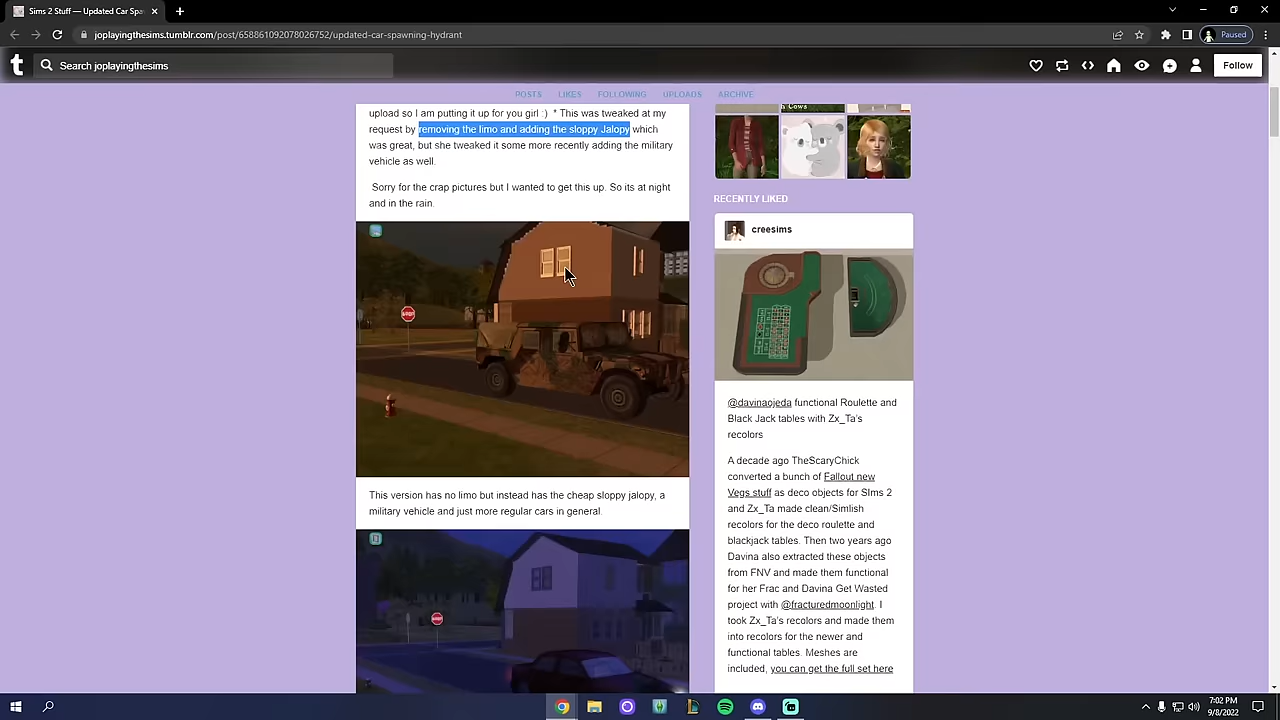 Sims 2 Stuff — Updated Car Spaw
joplayingthesims.tumblr.com/post/658861092078026752/updated-car-spawning-hydrant
Paused
Search joplayingthesims
Follow
POSTS LIKES FOLLOWING UPLOADS ARCHIVE
upload so I am putting it up for you girl :) * This was tweaked at my
request by removing the limo and adding the sloppy Jalopy which
was great, but she tweaked it some more recently adding the military
vehicle as well.
Sorry for the crap pictures but I wanted to get this up. So its at night
and in the rain.
STOP
This version has no limo but instead has the cheap sloppy jalopy, a
military vehicle and just more regular cars in general.
STOP
h Cows
RECENTLY LIKED
creesims
@davinaojeda functional Roulette and
Black Jack tables with Zx_Ta's
recolors
A decade ago TheScaryChick
converted a bunch of Fallout new
Vegs stuff as deco objects for SIms 2
and Zx_Ta made clean/Simlish
recolors for the deco roulette and
blackjack tables. Then two years ago
Davina also extracted these objects
from FNV and made them functional
for her Frac and Davina Get Wasted
project with @fracturedmoonlight. I
took Zx_Ta's recolors and made them
into recolors for the newer and
functional tables. Meshes are
included, you can get the full set here
7:02 PM
9/8/2022